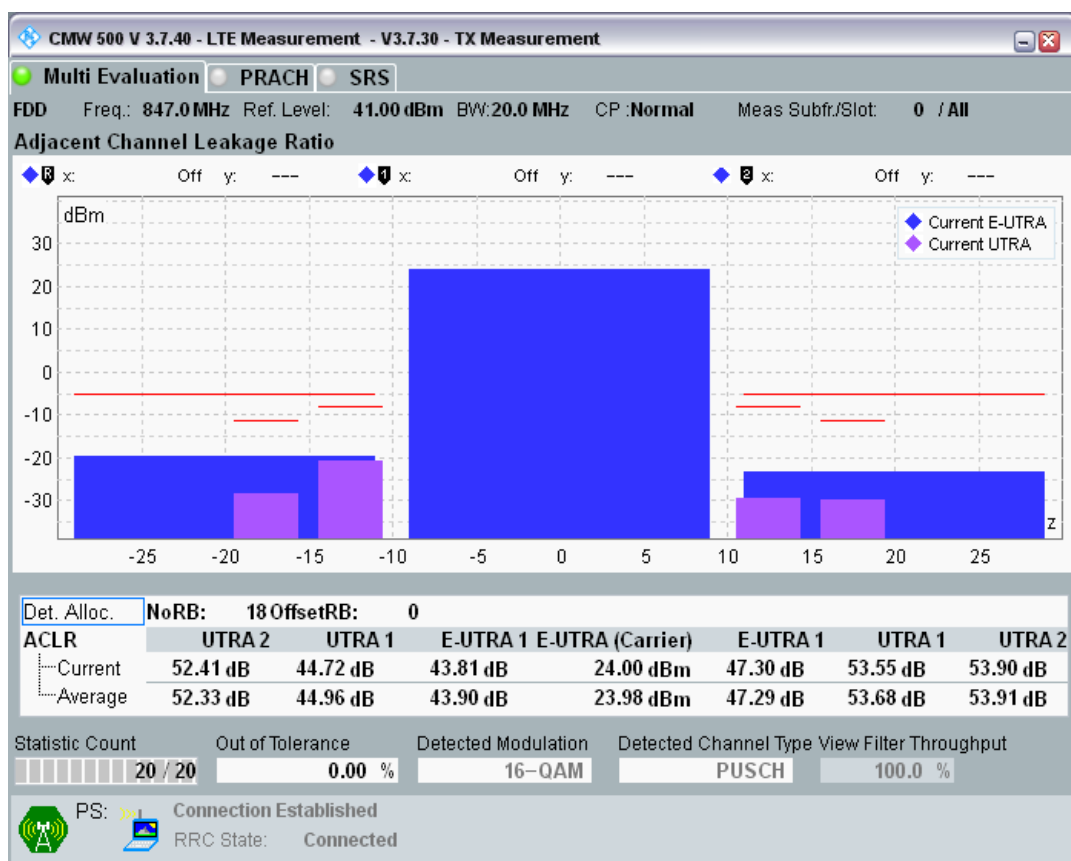 CMW 500 V 3.7.40 - LTE Measurement - V3.7.30 - TX Measurement
Multi Evaluation PRACH SRS
FDD Freq.: 847.0 MHz Ref. Level: 41.00 dBm BW:20.0 MHz CP :Normal Meas Subfr./Slot: 0 / All
Adjacent Channel Leakage Ratio
R x: Off y: --- 1 x: Off y: --- 2 x: Off y: ---
dBm
Current E-UTRA
Current UTRA
30
20
10
0
-10
-20
-30
z
-25 -20 -15 -10 -5 0 5 10 15 20 25
Det. Alloc. NoRB: 18 OffsetRB: 0
ACLR UTRA 2 UTRA 1 E-UTRA 1 E-UTRA (Carrier) E-UTRA 1 UTRA 1 UTRA 2
Current 52.41 dB 44.72 dB 43.81 dB 24.00 dBm 47.30 dB 53.55 dB 53.90 dB
Average 52.33 dB 44.96 dB 43.90 dB 23.98 dBm 47.29 dB 53.68 dB 53.91 dB
Statistic Count Out of Tolerance Detected Modulation Detected Channel Type View Filter Throughput
20 / 20 0.00 % 16-QAM PUSCH 100.0 %
PS: Connection Established
RRC State: Connected